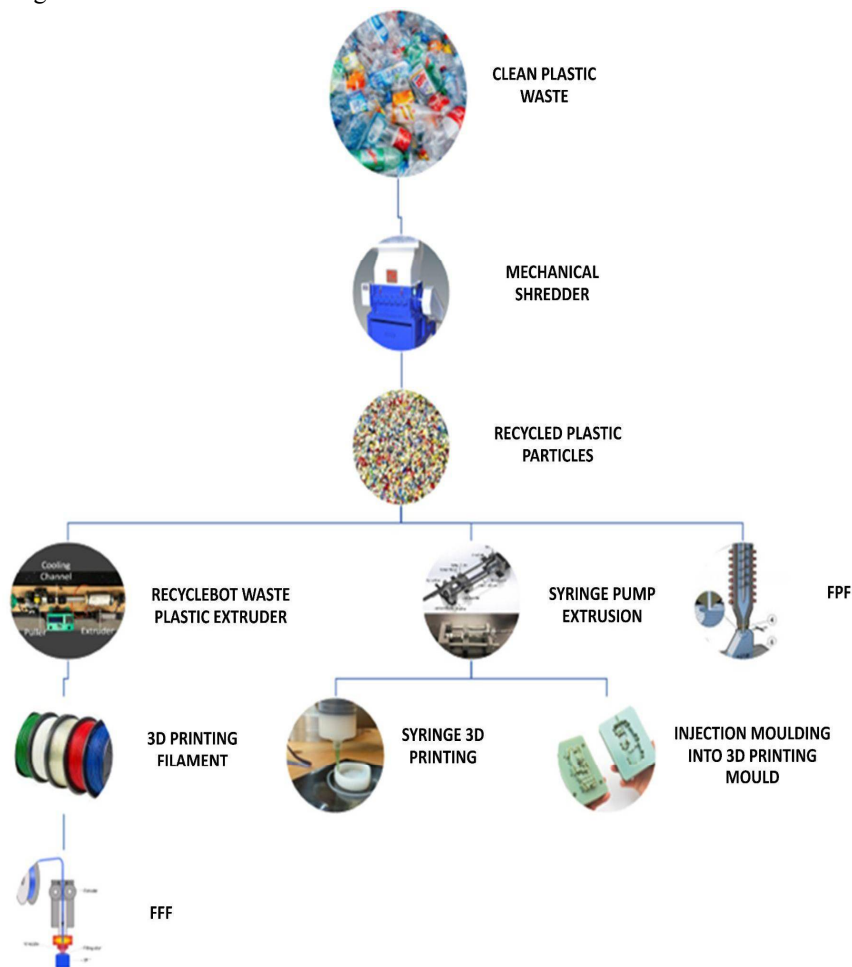 CLEAN PLASTIC
WASTE
MECHANICAL
SHREDDER
RECYCLED PLASTIC
PARTICLES
Cooling
Channel
Puller
Extruder
RECYCLEBOT WASTE
PLASTIC EXTRUDER
SYRINGE PUMP
EXTRUSION
FPF
3D PRINTING
FILAMENT
SYRINGE 3D
PRINTING
INJECTION MOULDING
INTO 3D PRINTING
MOULD
FFF